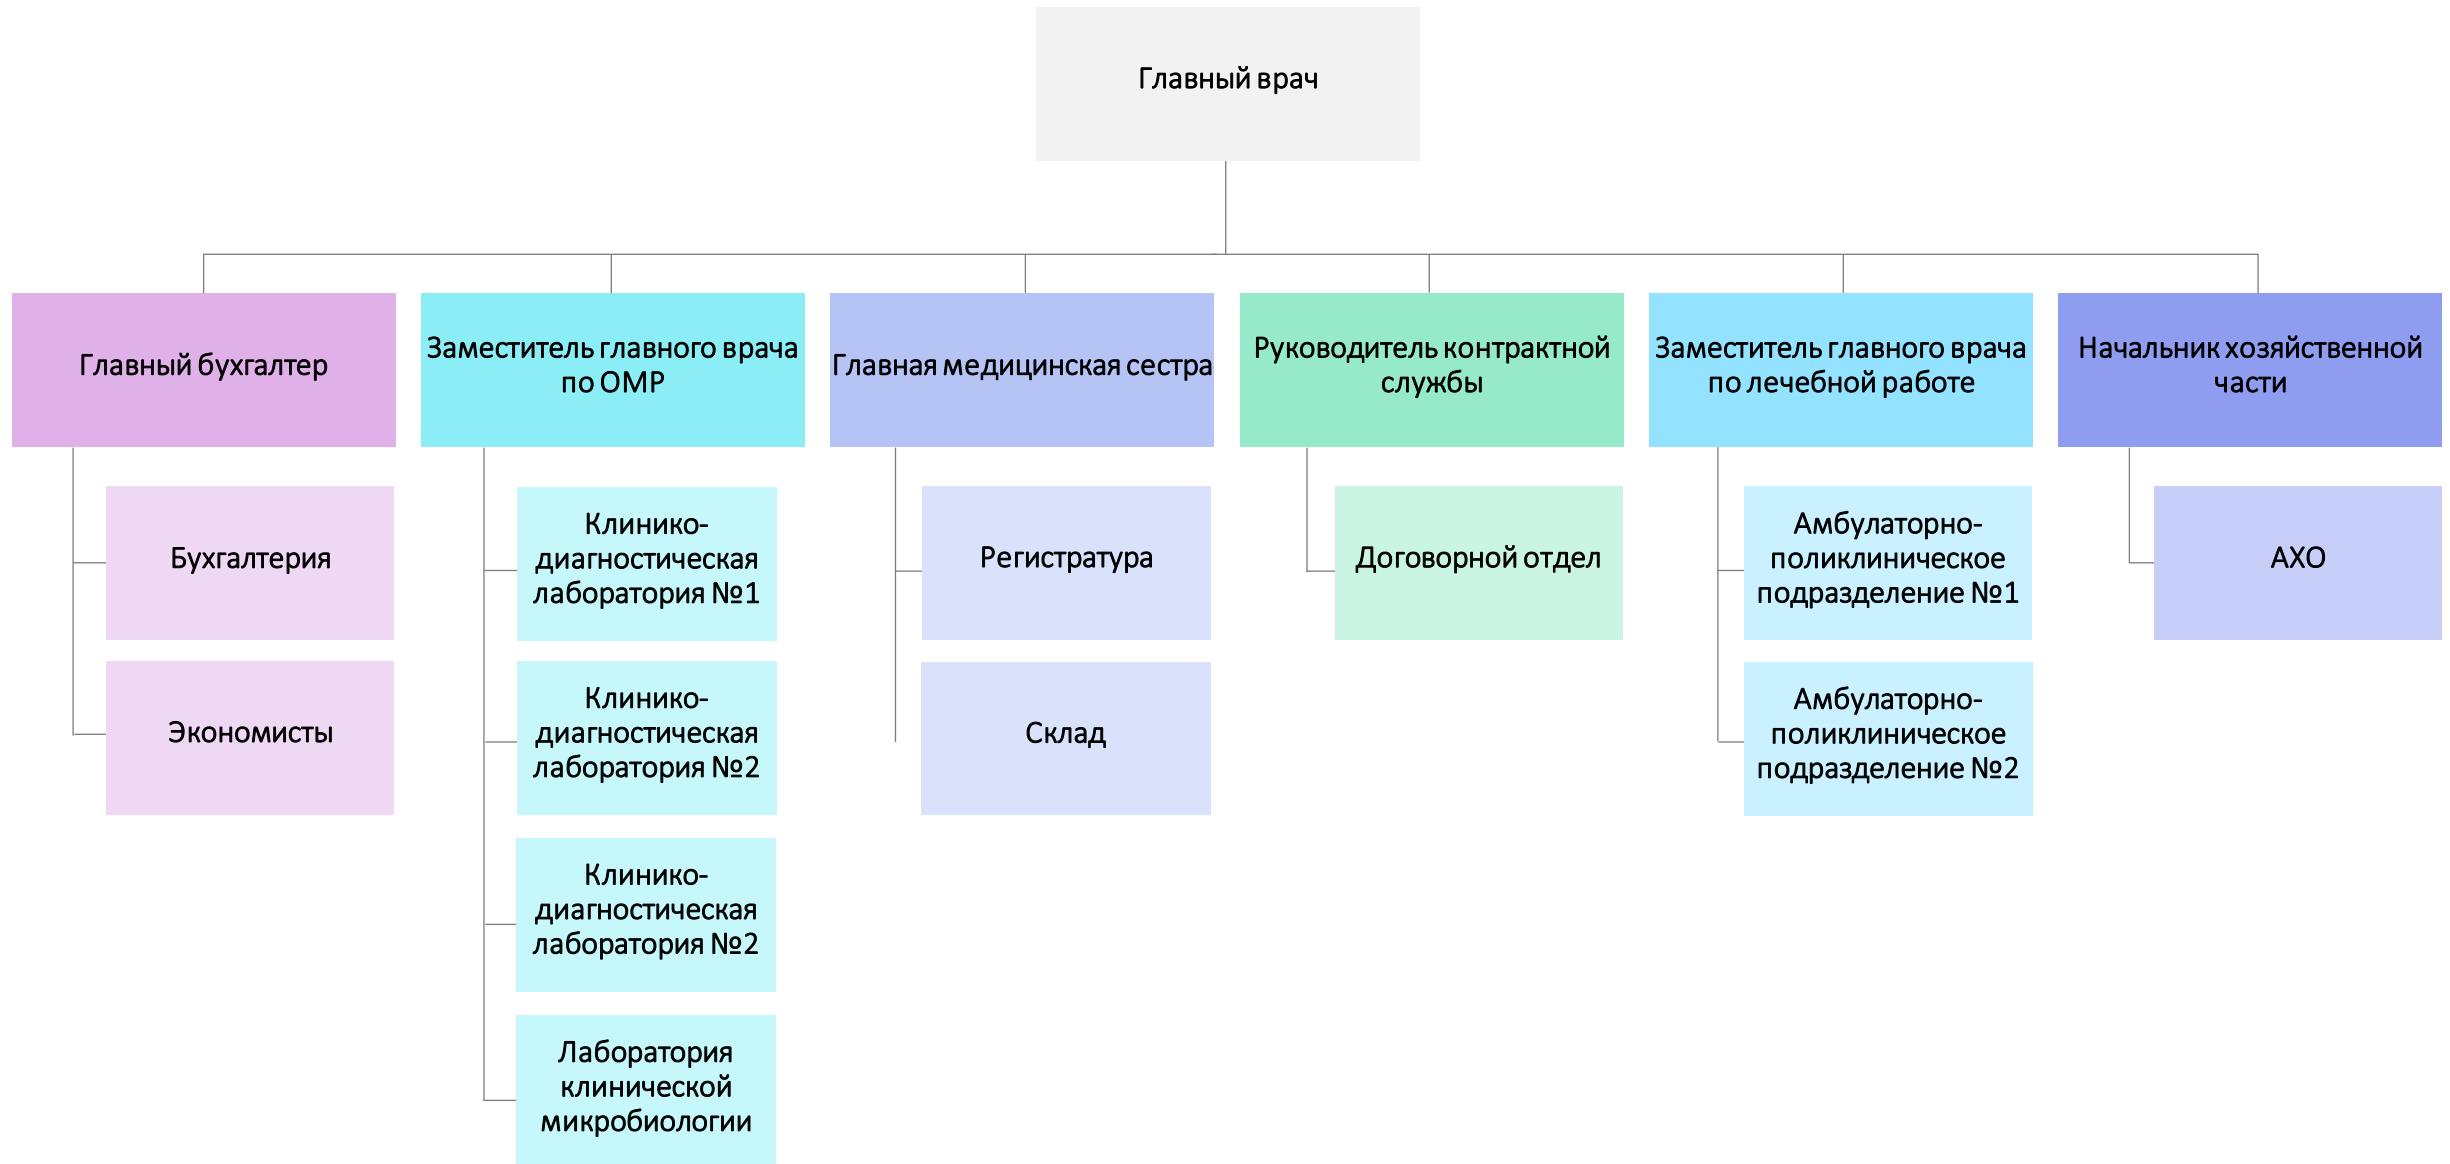 Главный врач
Главный бухгалтер
Заместитель главного врача
по ОМР
Главная медицинская сестра
Руководитель контрактной
службы
Заместитель главного врача
по лечебной работе
Начальник хозяйственной
части
Бухгалтерия
Экономисты
Клинико-
диагностическая
лаборатория №1
Клинико-
диагностическая
лаборатория №2
Клинико-
диагностическая
лаборатория №2
Лаборатория
клинической
микробиологии
Регистратура
Склад
Договорной отдел
Амбулаторно-
поликлиническое
подразделение №1
Амбулаторно-
поликлиническое
подразделение №2
АХО